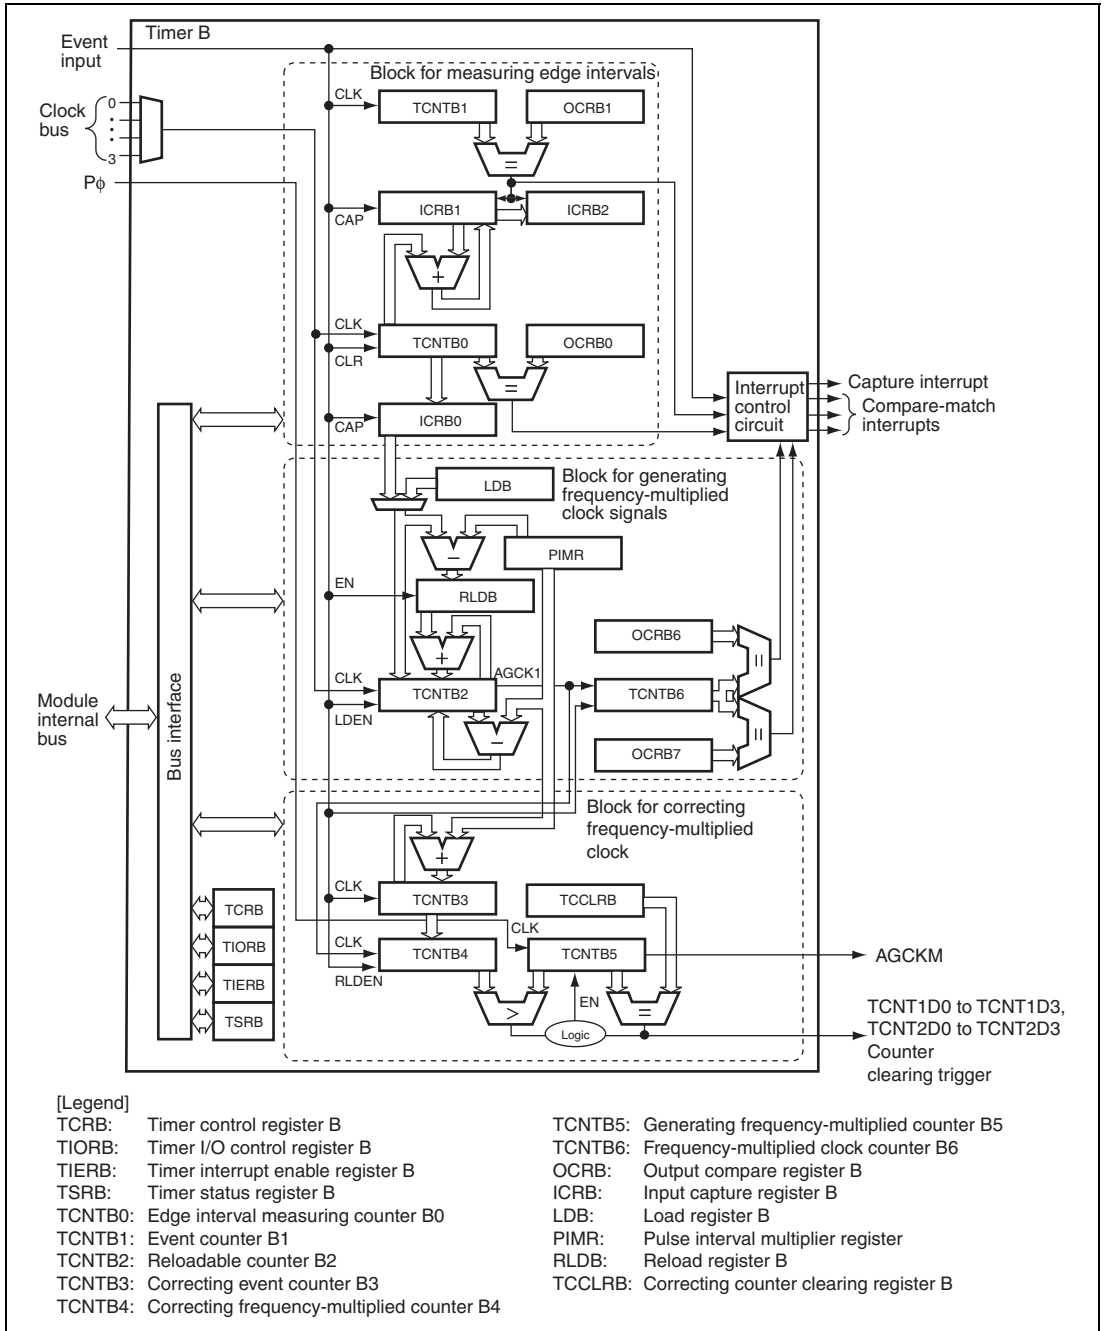 Timer B
Event
input
Block for measuring edge intervals
CLK
TCNTB1
OCRB1
Clock
bus
0
3
=
Pϕ
ICRB1
ICRB2
CAP
+
CLK
TCNTB0
OCRB0
CLR
=
Interrupt
control
circuit
Capture interrupt
Compare-match
interrupts
CAP
ICRB0
LDB
Block for generating
frequency-multiplied
clock signals
−
PIMR
EN
RLDB
OCRB6
=
+
AGCK1
CLK
TCNTB2
TCNTB6
LDEN
−
=
OCRB7
Module
internal
bus
Bus interface
Block for correcting
frequency-multiplied
clock
+
CLK
TCNTB3
TCCLRB
TCRB
CLK
CLK
TCNTB4
TCNTB5
AGCKM
TIORB
RLDEN
TIERB
EN
>
=
Logic
TSRB
TCNT1D0 to TCNT1D3,
TCNT2D0 to TCNT2D3
Counter
clearing trigger
[Legend]
TCRB: Timer control register B
TIORB: Timer I/O control register B
TIERB: Timer interrupt enable register B
TSRB: Timer status register B
TCNTB0: Edge interval measuring counter B0
TCNTB1: Event counter B1
TCNTB2: Reloadable counter B2
TCNTB3: Correcting event counter B3
TCNTB4: Correcting frequency-multiplied counter B4
TCNTB5: Generating frequency-multiplied counter B5
TCNTB6: Frequency-multiplied clock counter B6
OCRB: Output compare register B
ICRB: Input capture register B
LDB: Load register B
PIMR: Pulse interval multiplier register
RLDB: Reload register B
TCCLRB: Correcting counter clearing register B